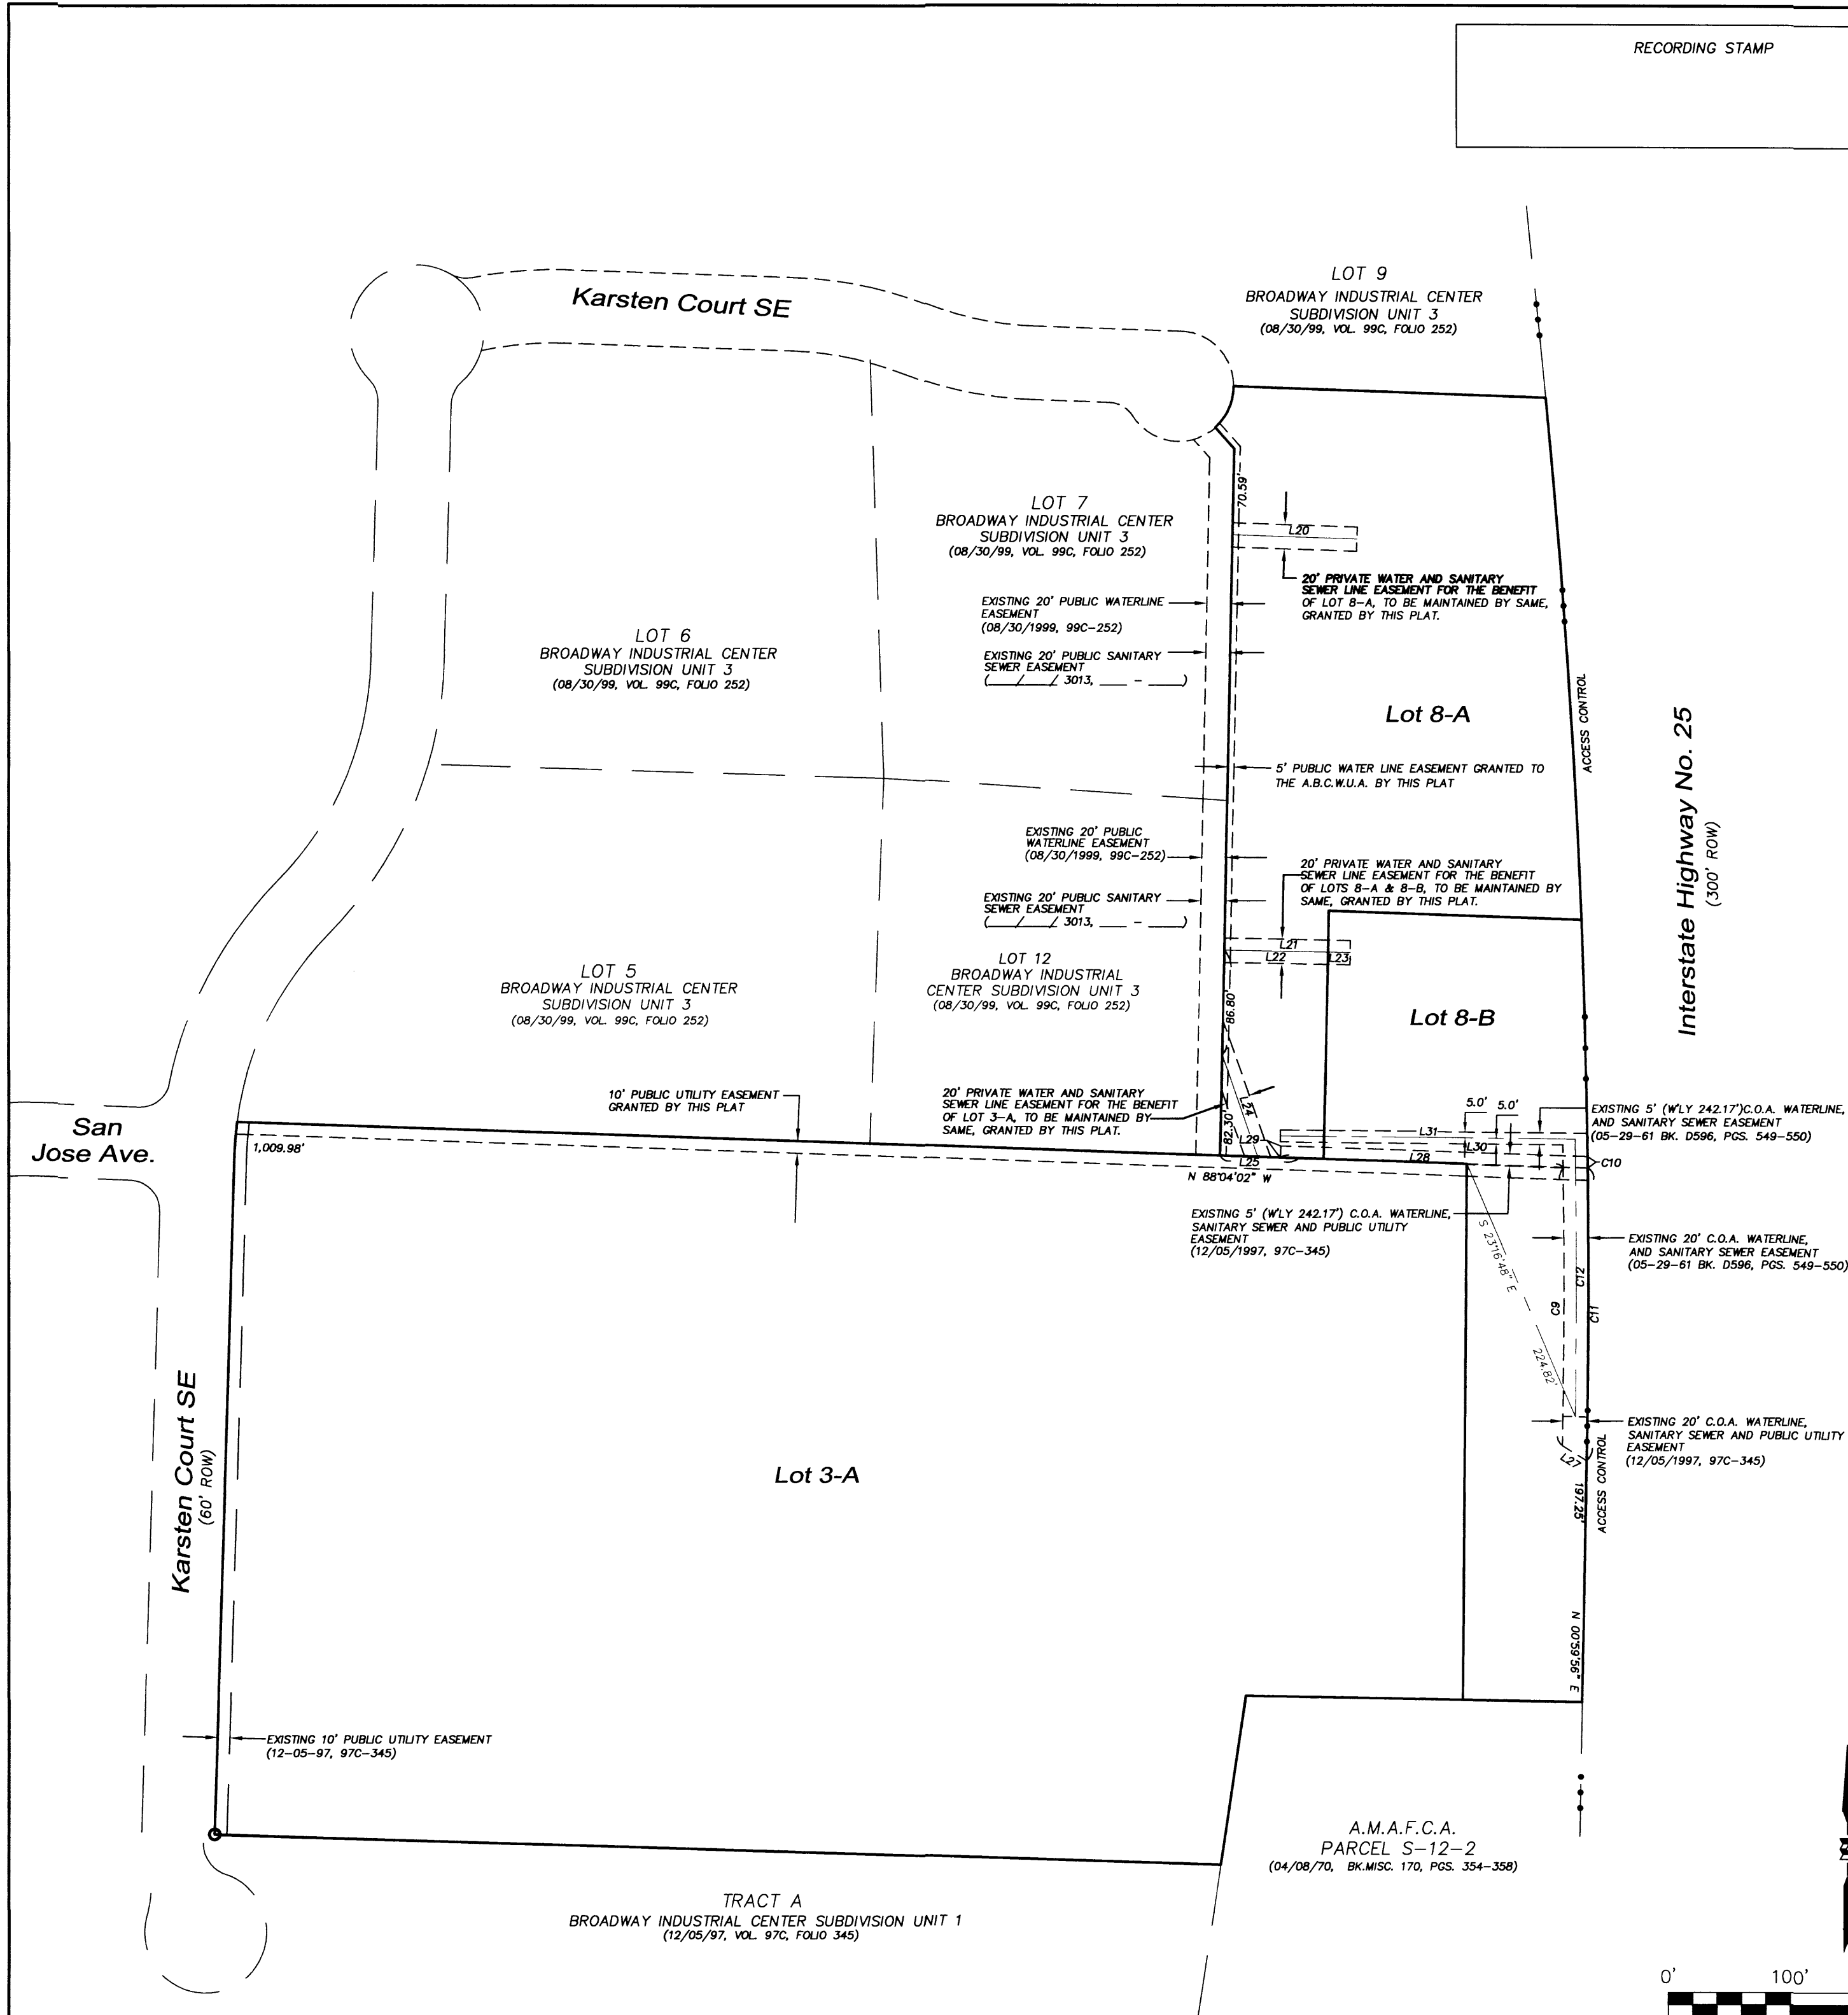 RECORDING STAMP
LOT 9
BROADWAY INDUSTRIAL CENTER
SUBDIVISION UNIT 3
(08/30/99, VOL. 99C, FOLIO 252)
Karsten Court SE
LOT 7
BROADWAY INDUSTRIAL CENTER
SUBDIVISION UNIT 3
(08/30/99, VOL. 99C, FOLIO 252)
70.59'
L20
20' PRIVATE WATER AND SANITARY
SEWER LINE EASEMENT FOR THE BENEFIT
OF LOT 8-A, TO BE MAINTAINED BY SAME,
GRANTED BY THIS PLAT.
EXISTING 20' PUBLIC WATERLINE
EASEMENT
(08/30/1999, 99C-252)
LOT 6
BROADWAY INDUSTRIAL CENTER
SUBDIVISION UNIT 3
(08/30/99, VOL. 99C, FOLIO 252)
EXISTING 20' PUBLIC SANITARY
SEWER EASEMENT
(____/____/ 3013, ____ - _____)
Lot 8-A
ACCESS CONTROL
Interstate Highway No. 25
(300' ROW)
5' PUBLIC WATER LINE EASEMENT GRANTED TO
THE A.B.C.W.U.A. BY THIS PLAT
EXISTING 20' PUBLIC
WATERLINE EASEMENT
(08/30/1999, 99C-252)
20' PRIVATE WATER AND SANITARY
SEWER LINE EASEMENT FOR THE BENEFIT
OF LOTS 8-A & 8-B, TO BE MAINTAINED BY
SAME, GRANTED BY THIS PLAT.
EXISTING 20' PUBLIC SANITARY
SEWER EASEMENT
(____/____/ 3013, ____ - _____)
L21
L22
L23
LOT 5
BROADWAY INDUSTRIAL CENTER
SUBDIVISION UNIT 3
(08/30/99, VOL. 99C, FOLIO 252)
LOT 12
BROADWAY INDUSTRIAL
CENTER SUBDIVISION UNIT 3
(08/30/99, VOL. 99C, FOLIO 252)
86.80'
Lot 8-B
10' PUBLIC UTILITY EASEMENT
GRANTED BY THIS PLAT
20' PRIVATE WATER AND SANITARY
SEWER LINE EASEMENT FOR THE BENEFIT
OF LOT 3-A, TO BE MAINTAINED BY
SAME, GRANTED BY THIS PLAT.
L24
82.30'
L29
L25
5.0'
5.0'
L31
L30
L28
EXISTING 5' (W'LY 242.17')C.O.A. WATERLINE,
AND SANITARY SEWER EASEMENT
(05-29-61 BK. D596, PGS. 549-550)
C10
San
Jose Ave.
1,009.98'
N 88°04'02" W
EXISTING 5' (W'LY 242.17') C.O.A. WATERLINE,
SANITARY SEWER AND PUBLIC UTILITY
EASEMENT
(12/05/1997, 97C-345)
S 23°16'48" E
224.82'
C9
C12
C11
EXISTING 20' C.O.A. WATERLINE,
AND SANITARY SEWER EASEMENT
(05-29-61 BK. D596, PGS. 549-550)
Karsten Court SE
(60' ROW)
Lot 3-A
L27
EXISTING 20' C.O.A. WATERLINE,
SANITARY SEWER AND PUBLIC UTILITY
EASEMENT
(12/05/1997, 97C-345)
197.25'
ACCESS CONTROL
N 00°59'56" E
EXISTING 10' PUBLIC UTILITY EASEMENT
(12-05-97, 97C-345)
A.M.A.F.C.A.
PARCEL S-12-2
(04/08/70, BK.MISC. 170, PGS. 354-358)
TRACT A
BROADWAY INDUSTRIAL CENTER SUBDIVISION UNIT 1
(12/05/97, VOL. 97C, FOLIO 345)
0' 100'